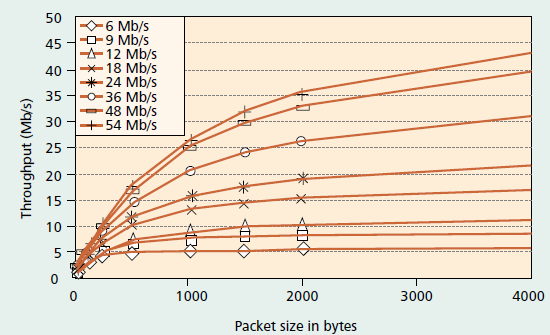 50
45
40
35
30
25
20
15
10
5
0
Throughput (Mb/s)
6 Mb/s
9 Mb/s
12 Mb/s
18 Mb/s
24 Mb/s
36 Mb/s
48 Mb/s
54 Mb/s
0 1000 2000 3000 4000
Packet size in bytes